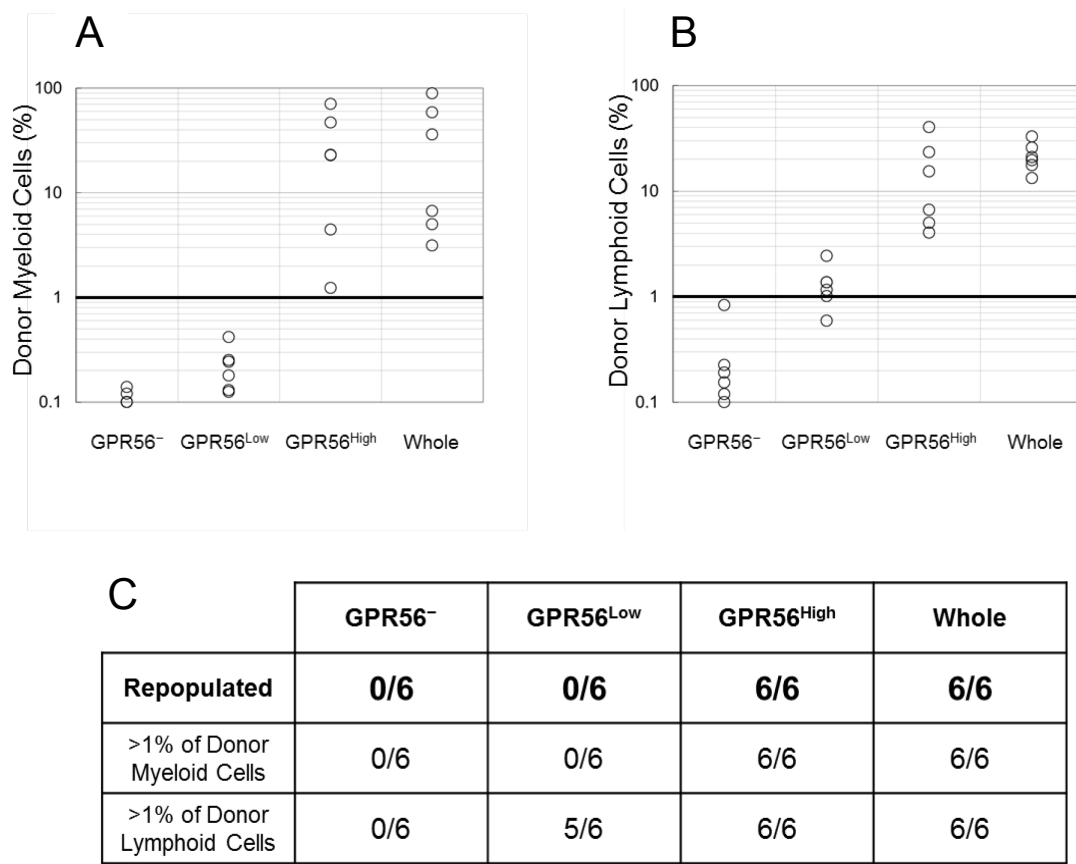 A
Donor Myeloid Cells (%)
100
10
1
0.1
GPR56⁻ GPR56ᴸᵒʷ GPR56ᴴⁱᵍʰ Whole
B
Donor Lymphoid Cells (%)
100
10
1
0.1
GPR56⁻ GPR56ᴸᵒʷ GPR56ᴴⁱᵍʰ Whole
C
GPR56⁻ GPR56ᴸᵒʷ GPR56ᴴⁱᵍʰ Whole
Repopulated 0/6 0/6 6/6 6/6
>1% of Donor
Myeloid Cells 0/6 0/6 6/6 6/6
>1% of Donor
Lymphoid Cells 0/6 5/6 6/6 6/6